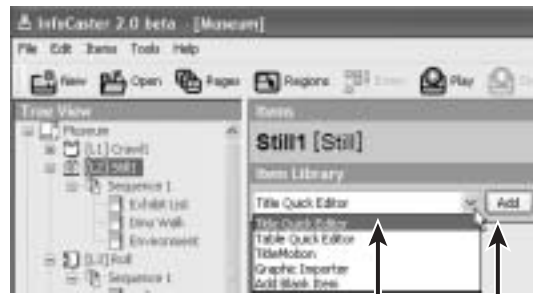 InfoCaster 2.0 beta - [Museum]
File Edit Items Tools Help
New Open Pages Regions Play
Tree View
Items
Museum
[L1] Crawl1
Still1 [Still]
[L2] Still1
Item Library
Sequence 1
Exhibit List
Title Quick Editor Add
Dino Walk
Title Quick Editor
Environment
Table Quick Editor
TitleMotion
[L3] Roll
Graphic Importer
Sequence 1
Add Blank Item